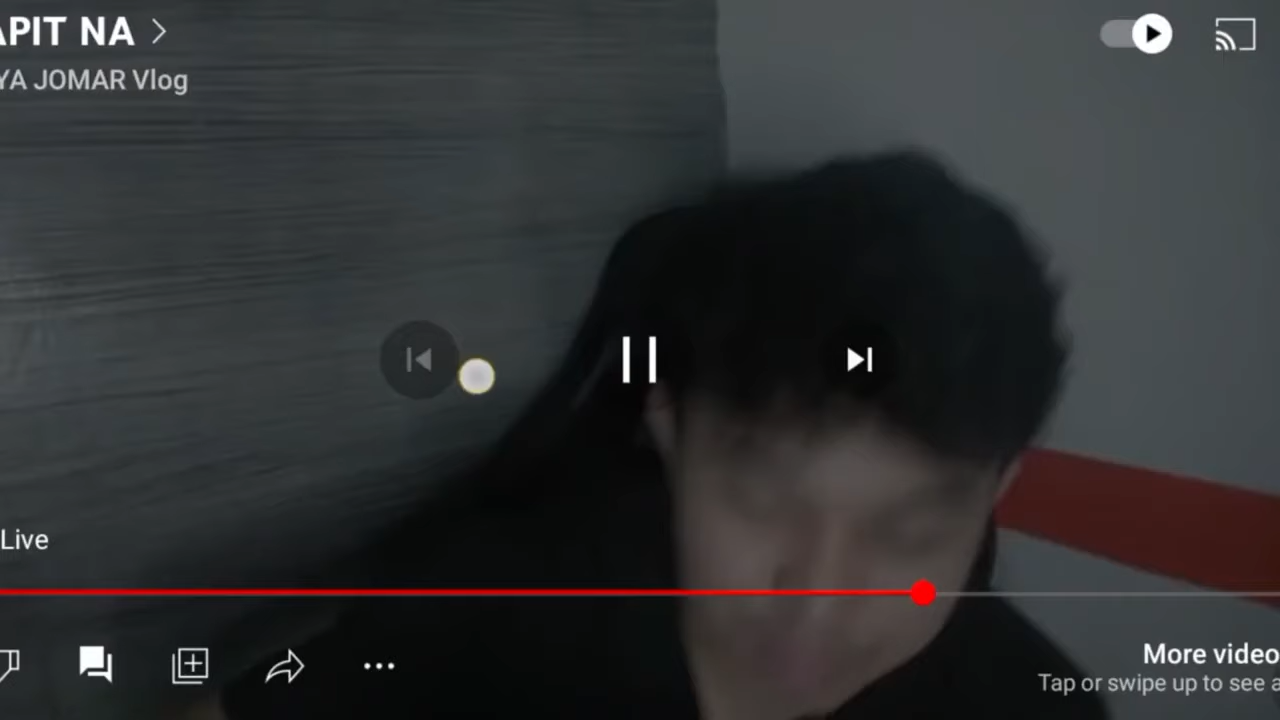 APIT NA
YA JOMAR Vlog
Live
More video
Tap or swipe up to see a